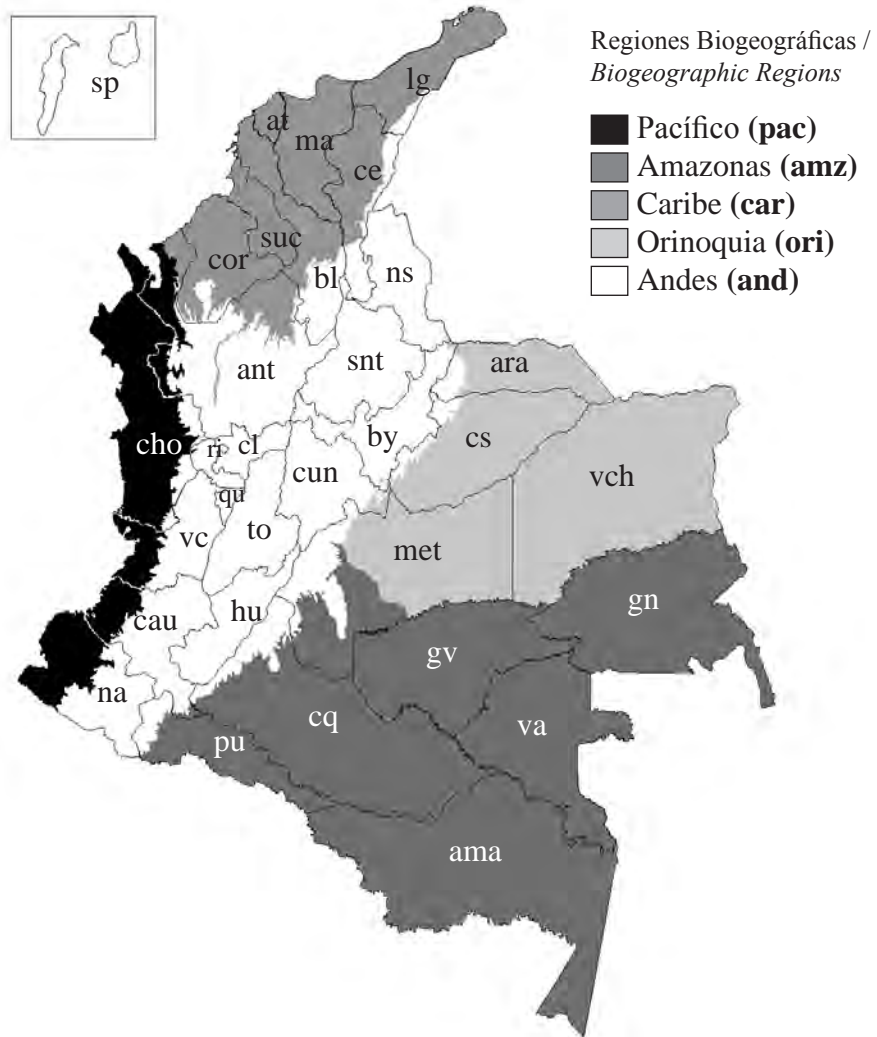 Regiones Biogeográficas /
Biogeographic Regions
Pacífico (pac)
Amazonas (amz)
Caribe (car)
Orinoquia (ori)
Andes (and)
sp
lg
at
ma
ce
suc
cor
bl
ns
ant
snt
ara
cho
ri
cl
by
cs
qu
cun
vch
vc
to
met
cau
hu
gn
gv
na
cq
va
pu
ama